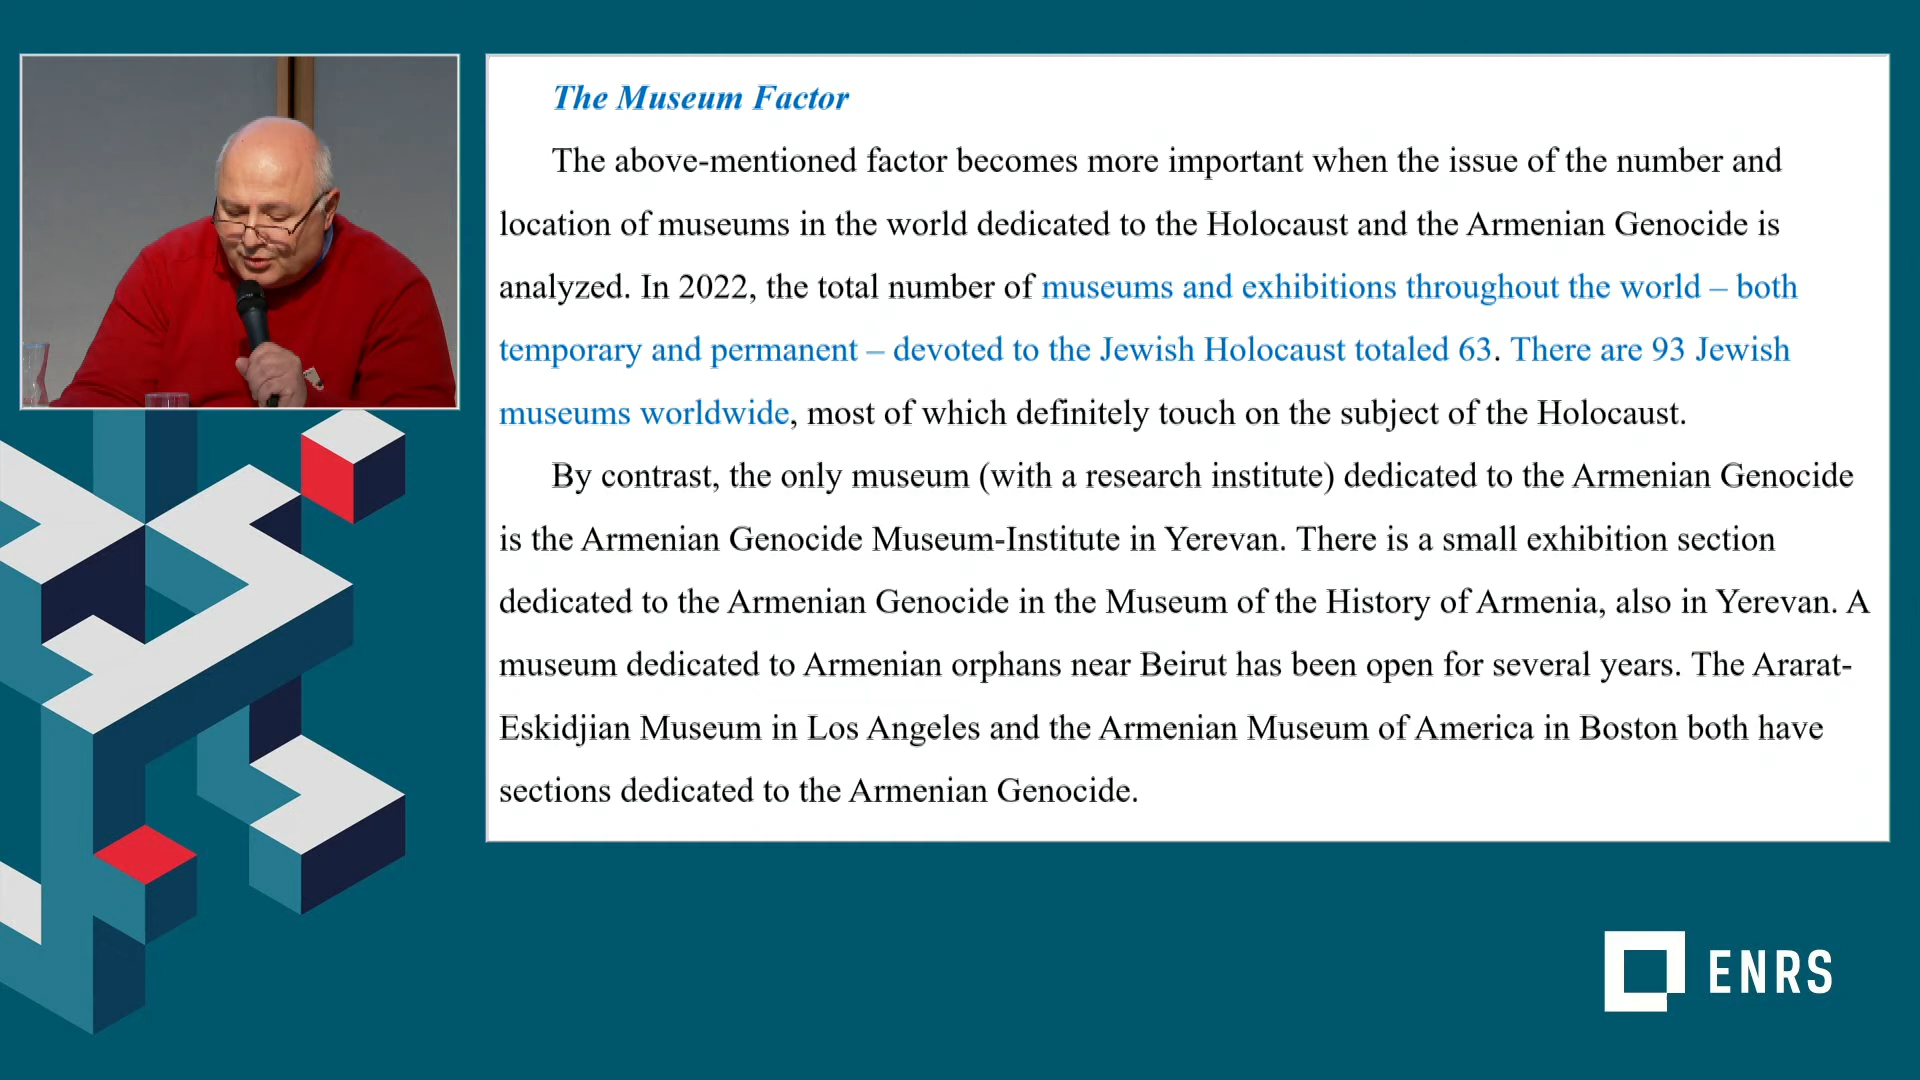 The Museum Factor
The above-mentioned factor becomes more important when the issue of the number and
location of museums in the world dedicated to the Holocaust and the Armenian Genocide is
analyzed. In 2022, the total number of museums and exhibitions throughout the world – both
temporary and permanent – devoted to the Jewish Holocaust totaled 63. There are 93 Jewish
museums worldwide, most of which definitely touch on the subject of the Holocaust.
By contrast, the only museum (with a research institute) dedicated to the Armenian Genocide
is the Armenian Genocide Museum-Institute in Yerevan. There is a small exhibition section
dedicated to the Armenian Genocide in the Museum of the History of Armenia, also in Yerevan. A
museum dedicated to Armenian orphans near Beirut has been open for several years. The Ararat-
Eskidjian Museum in Los Angeles and the Armenian Museum of America in Boston both have
sections dedicated to the Armenian Genocide.
ENRS